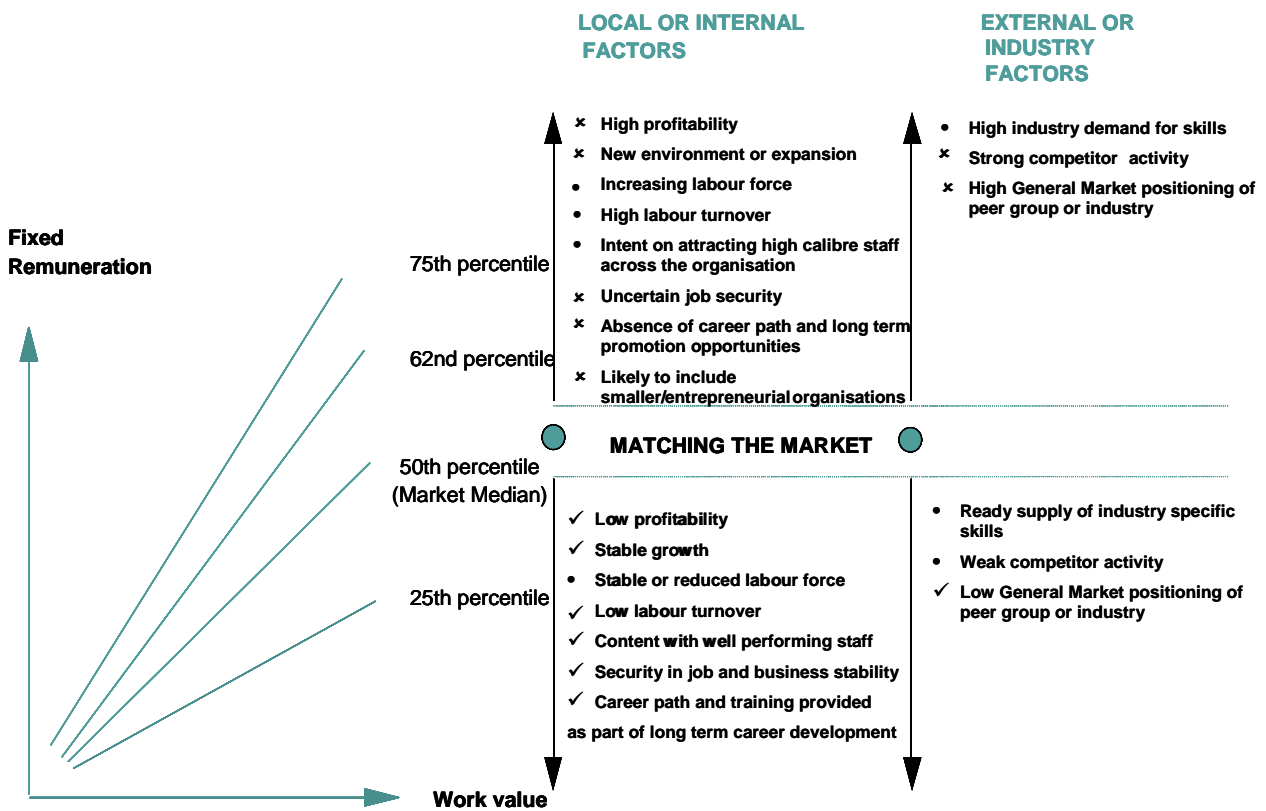 LOCAL OR INTERNAL
FACTORS
EXTERNAL OR
INDUSTRY
FACTORS
Fixed
Remuneration
75th percentile
62nd percentile
50th percentile
(Market Median)
25th percentile
Work value
× High profitability
× New environment or expansion
• Increasing labour force
• High labour turnover
• Intent on attracting high calibre staff
across the organisation
× Uncertain job security
× Absence of career path and long term
promotion opportunities
× Likely to include
smaller/entrepreneurial organisations
• High industry demand for skills
× Strong competitor activity
× High General Market positioning of
peer group or industry
MATCHING THE MARKET
✓ Low profitability
✓ Stable growth
• Stable or reduced labour force
✓ Low labour turnover
✓ Content with well performing staff
✓ Security in job and business stability
✓ Career path and training provided
as part of long term career development
• Ready supply of industry specific
skills
• Weak competitor activity
✓ Low General Market positioning of
peer group or industry